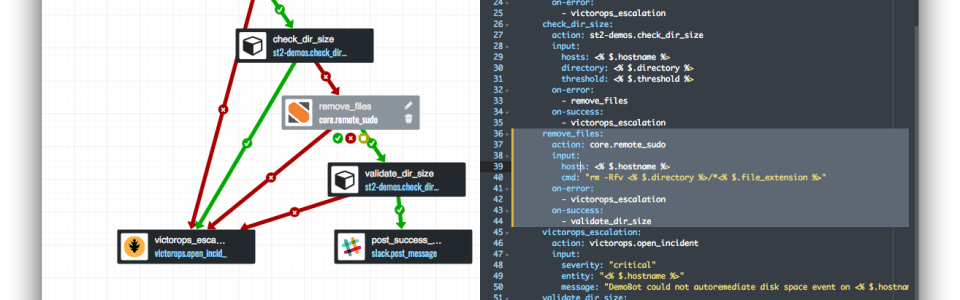 check_dir_size
st2-demos.check_dir...
remove_files
core.remote_sudo
validate_dir_size
st2-demos.check_dir...
victorops_esca...
victorops.open_incid...
post_success_...
slack.post_message
24 on-error:
25 - victorops_escalation
26 check_dir_size:
27 action: st2-demos.check_dir_size
28 input:
29 hosts: <% $.hostname %>
30 directory: <% $.directory %>
31 threshold: <% $.threshold %>
32 on-error:
33 - remove_files
34 on-success:
35 - victorops_escalation
36 remove_files:
37 action: core.remote_sudo
38 input:
39 hosts: <% $.hostname %>
40 cmd: "rm -Rfv <% $.directory %>/*<% $.file_extension %>"
41 on-error:
42 - victorops_escalation
43 on-success:
44 - validate_dir_size
45 victorops_escalation:
46 action: victorops.open_incident
47 input:
48 severity: "critical"
49 entity: "<% $.hostname %>"
50 message: "DemoBot could not autoremediate disk space event on <% $.hostnam
51 validate_dir_size: